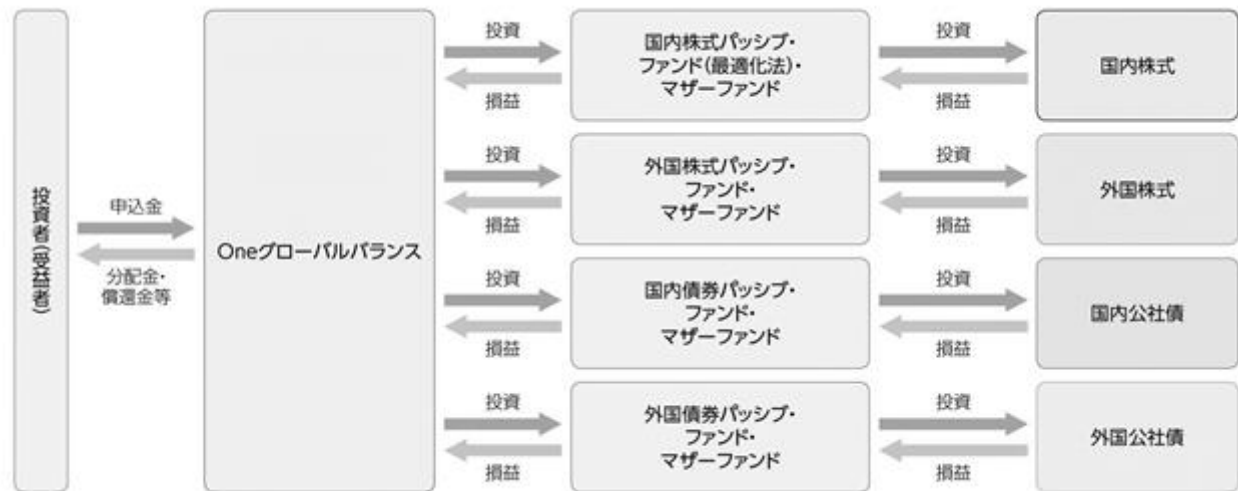 投資者(受益者)
申込金
分配金・
償還金等
Oneグローバルバランス
投資
損益
国内株式パッシブ・
ファンド(最適化法)・
マザーファンド
投資
損益
国内株式
投資
損益
外国株式パッシブ・
ファンド・
マザーファンド
投資
損益
外国株式
投資
損益
国内債券パッシブ・
ファンド・
マザーファンド
投資
損益
国内公社債
投資
損益
外国債券パッシブ・
ファンド・
マザーファンド
投資
損益
外国公社債